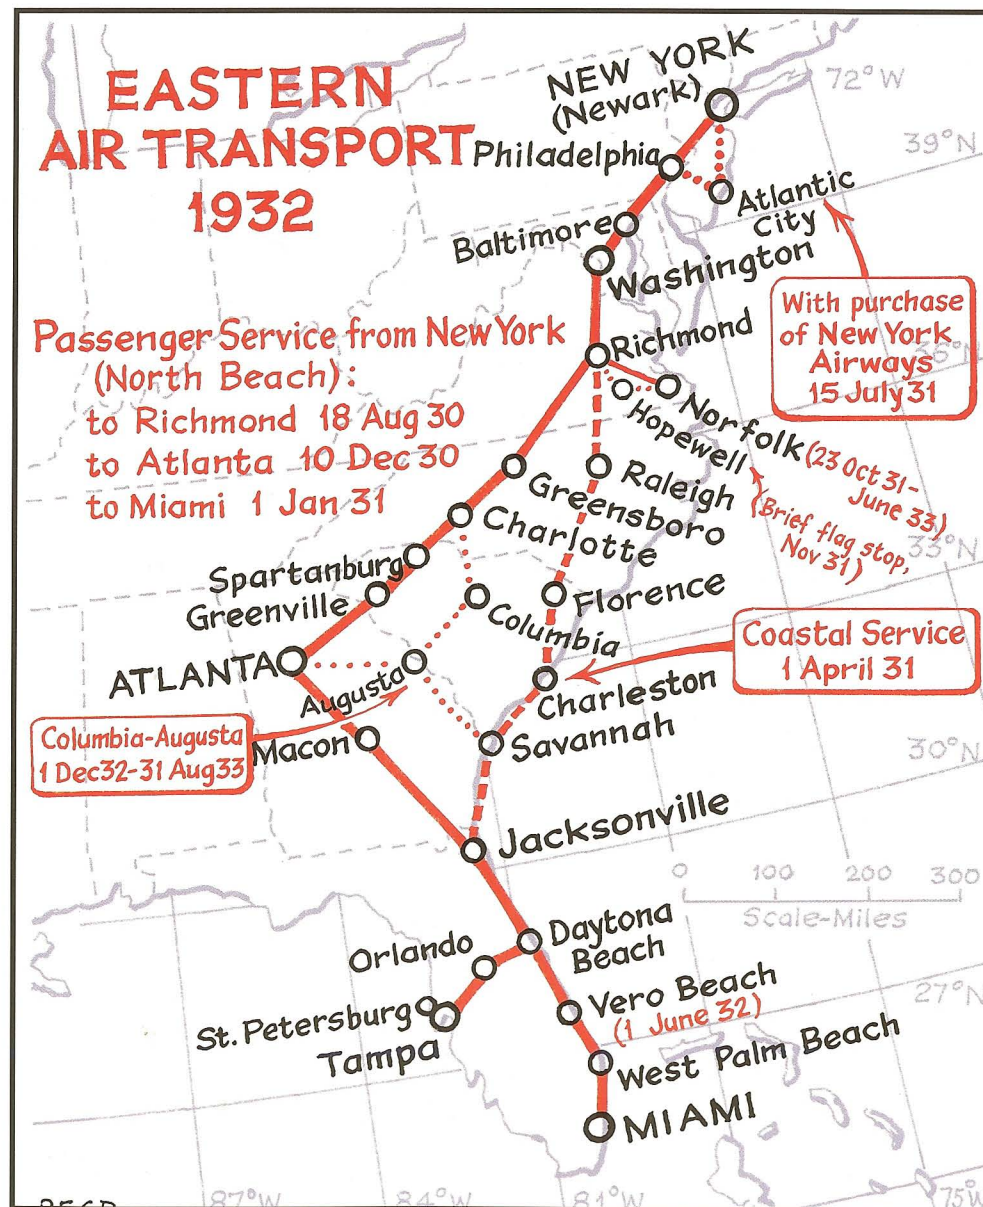 EASTERN
AIR TRANSPORT
1932
NEW YORK
(Newark)
72°W
39°N
Philadelphia
Atlantic
City
Baltimore
Washington
With purchase
of New York
Airways
15 July 31
Passenger Service from New York
(North Beach):
to Richmond 18 Aug 30
to Atlanta 10 Dec 30
to Miami 1 Jan 31
Richmond
Norfolk (23 Oct 31-
June 33)
Hopewell
(Brief flag stop,
Nov 31)
Raleigh
Greensboro
Charlotte
33°N
Spartanburg
Greenville
Florence
Columbia
Coastal Service
1 April 31
ATLANTA
Augusta
Charleston
Savannah
Columbia-Augusta
1 Dec32-31 Aug33
Macon
30°N
Jacksonville
0 100 200 300
Scale-Miles
Daytona
Beach
Orlando
Vero Beach
(1 June 32)
27°N
St. Petersburg
Tampa
West Palm Beach
MIAMI
87°W
84°W
81°W
75°W